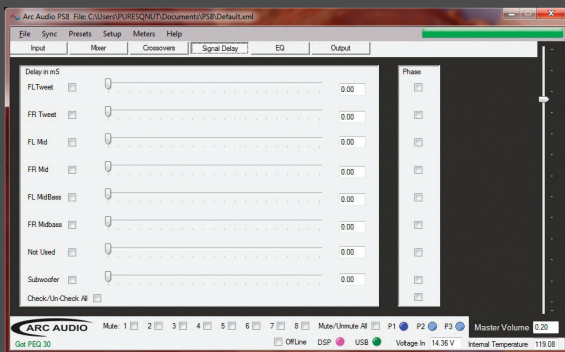 Arc Audio PS8 File: C:\Users\PURESQNUT\Documents\PS8\Default.xml
File Sync Presets Setup Meters Help
Input Mixer Crossovers Signal Delay EQ Output
Delay in mS Phase
FLTweet 0.00
FR Tweet 0.00
FL Mid 0.00
FR Mid 0.00
FL MidBass 0.00
FR Midbass 0.00
Not Used 0.00
Subwoofer 0.00
Check/Un-Check All
ARC AUDIO Mute: 1 2 3 4 5 6 7 8 Mute/Unmute All P1 P2 P3 Master Volume 0.20
Got PEQ 30 OffLine DSP USB Voltage In 14.36 V Internal Temperature 119.08